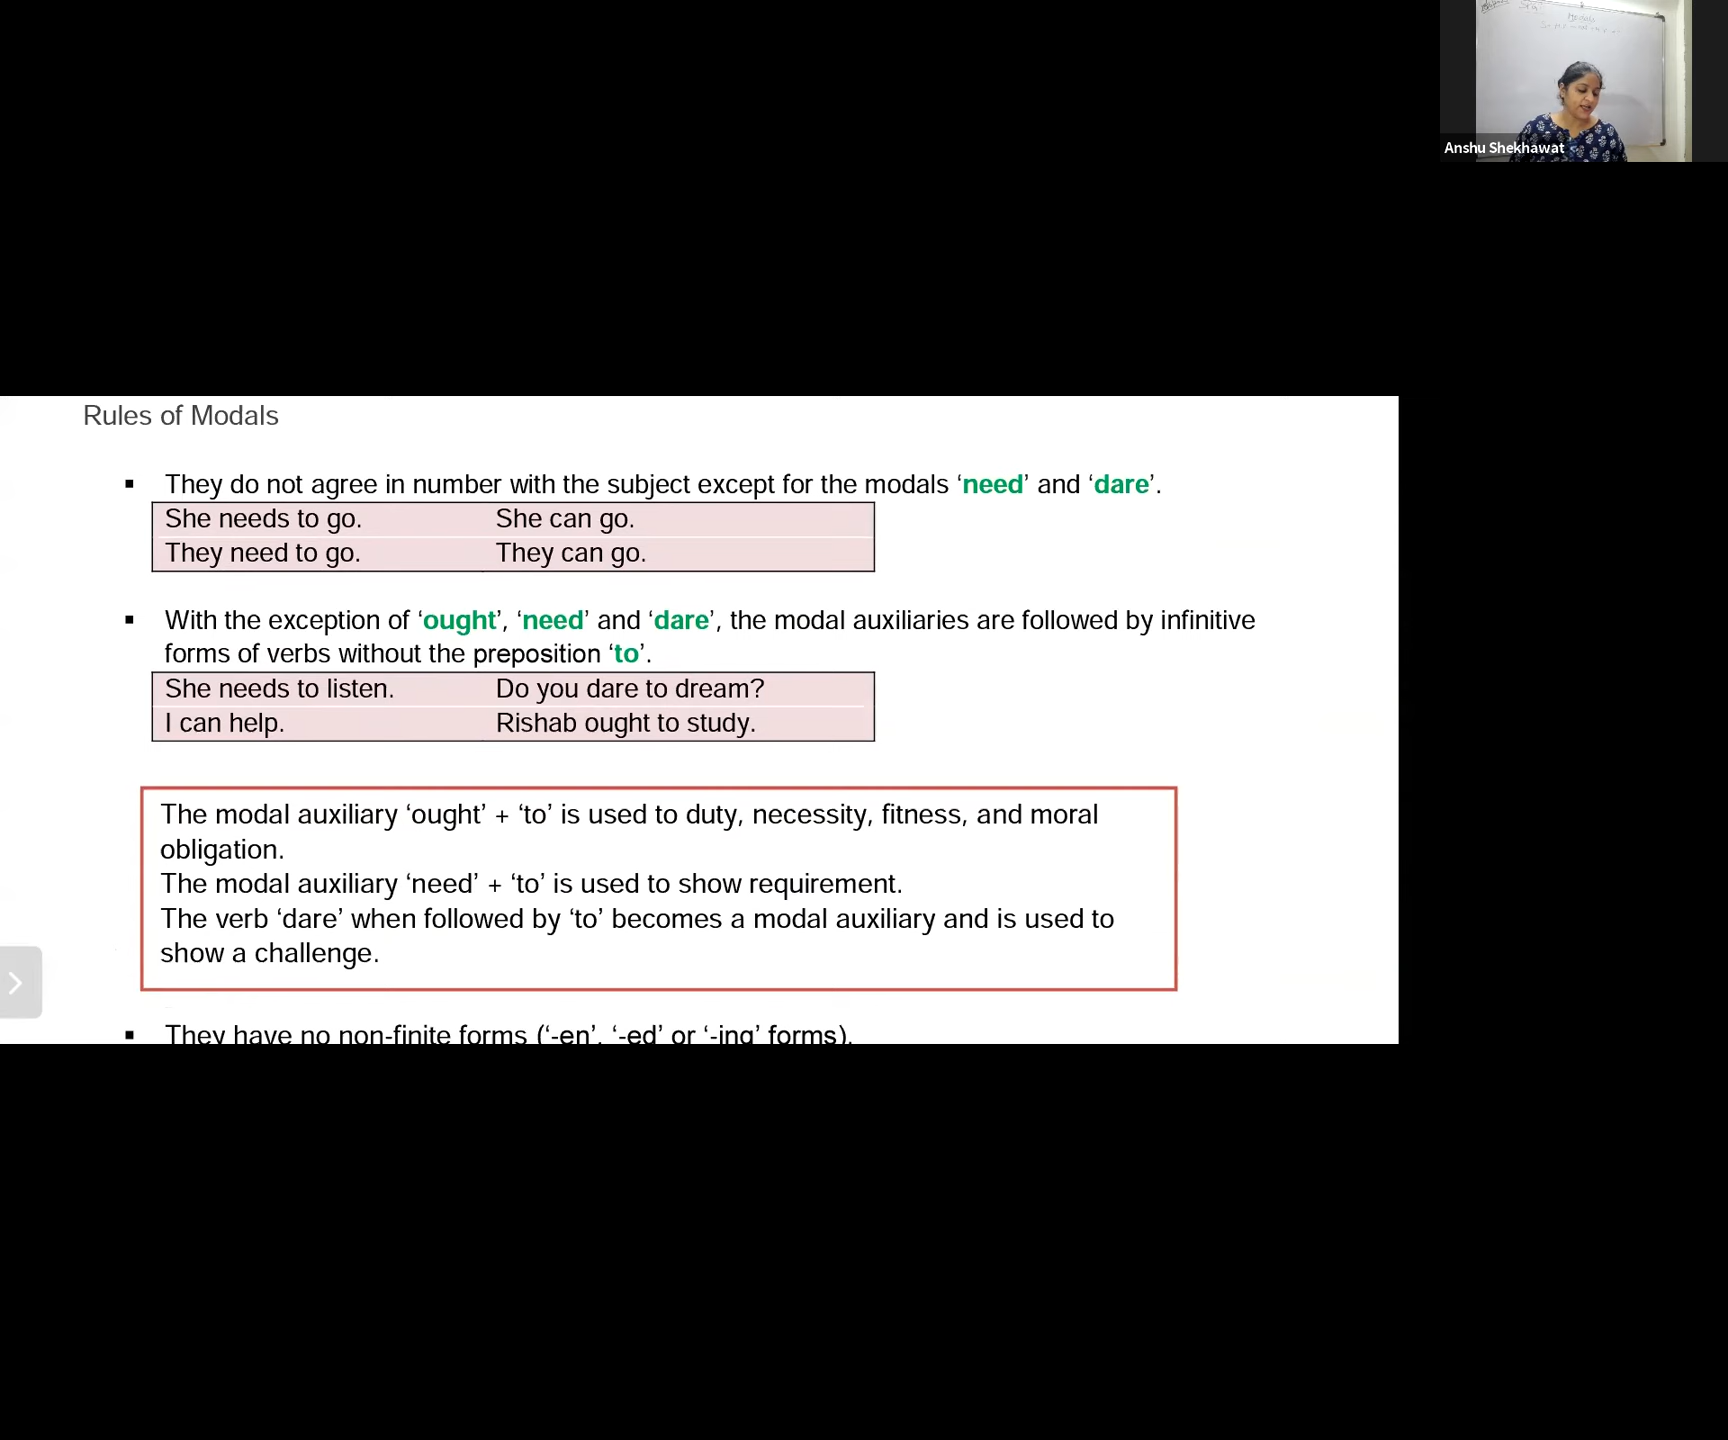 Anshu Shekhawat
Rules of Modals
▪ They do not agree in number with the subject except for the modals ‘need’ and ‘dare’.
She needs to go. She can go.
They need to go. They can go.
▪ With the exception of ‘ought’, ‘need’ and ‘dare’, the modal auxiliaries are followed by infinitive
forms of verbs without the preposition ‘to’.
She needs to listen. Do you dare to dream?
I can help. Rishab ought to study.
The modal auxiliary ‘ought’ + ‘to’ is used to duty, necessity, fitness, and moral
obligation.
The modal auxiliary ‘need’ + ‘to’ is used to show requirement.
The verb ‘dare’ when followed by ‘to’ becomes a modal auxiliary and is used to
show a challenge.
▪ They have no non-finite forms (‘-en’, ‘-ed’ or ‘-ing’ forms).